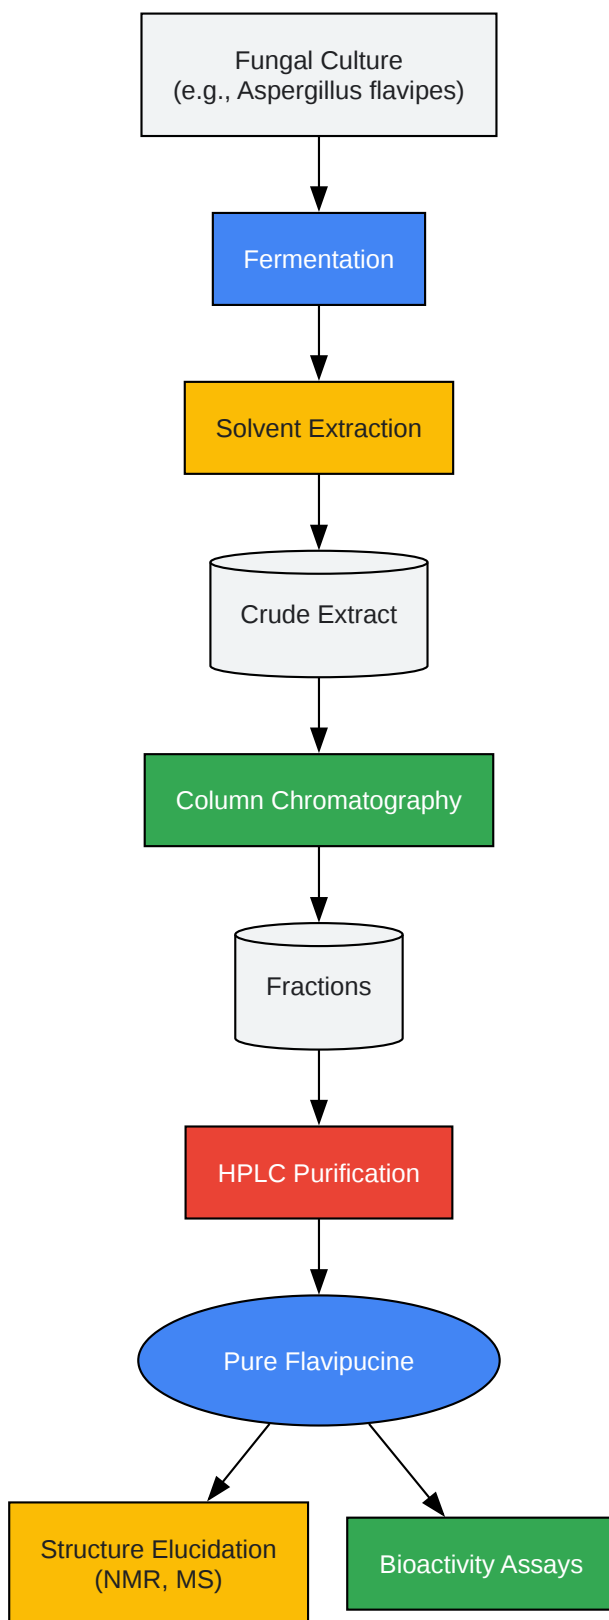 Fungal Culture
(e.g., Aspergillus flavipes)
Fermentation
Solvent Extraction
Crude Extract
Column Chromatography
Fractions
HPLC Purification
Pure Flavipucine
Structure Elucidation
(NMR, MS)
Bioactivity Assays